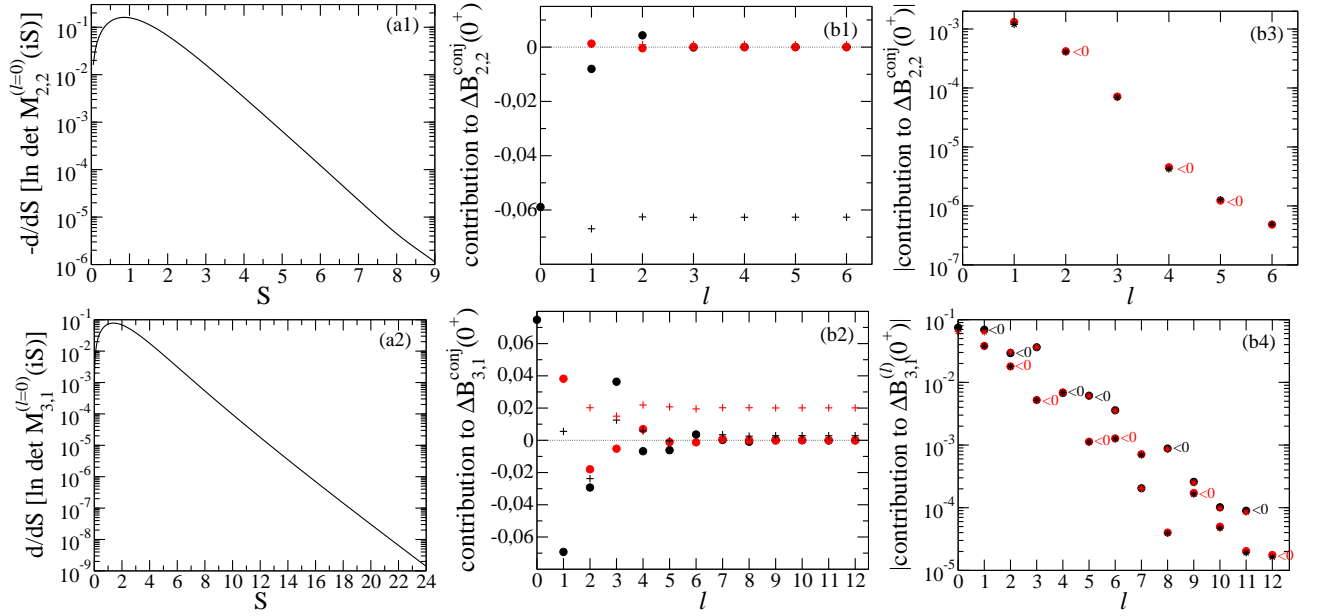 (a1)
-d/dS [ln det M_{2,2}^{(l=0)}(iS)]
10^{-1}
10^{-2}
10^{-3}
10^{-4}
10^{-5}
10^{-6}
0 1 2 3 4 5 6 7 8 9
S
(b1)
contribution to ΔB_{2,2}^{conj}(0^+)
0
-0,02
-0,04
-0,06
0 1 2 3 4 5 6
l
(b3)
|contribution to ΔB_{2,2}^{conj}(0^+)|
10^{-3}
10^{-4}
10^{-5}
10^{-6}
10^{-7}
<0
<0
<0
0 1 2 3 4 5 6
l
(a2)
d/dS [ln det M_{3,1}^{(l=0)}(iS)]
10^{-1}
10^{-2}
10^{-3}
10^{-4}
10^{-5}
10^{-6}
10^{-7}
10^{-8}
10^{-9}
0 2 4 6 8 10 12 14 16 18 20 22 24
S
(b2)
contribution to ΔB_{3,1}^{conj}(0^+)
0,06
0,04
0,02
0
-0,02
-0,04
-0,06
0 1 2 3 4 5 6 7 8 9 10 11 12
l
(b4)
|contribution to ΔB_{3,1}^{(l)}(0^+)|
10^{-1}
10^{-2}
10^{-3}
10^{-4}
10^{-5}
<0
<0
<0
<0
<0 <0
<0 <0
<0
<0
<0
<0
0 1 2 3 4 5 6 7 8 9 10 11 12
l